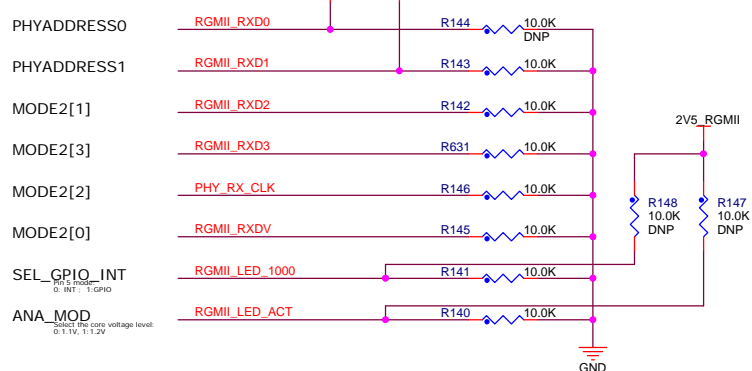 PHYADDRESS0 RGMII_RXD0 R144 10.0K
DNP
PHYADDRESS1 RGMII_RXD1 R143 10.0K
MODE2[1] RGMII_RXD2 R142 10.0K
2V5_RGMII
MODE2[3] RGMII_RXD3 R631 10.0K
MODE2[2] PHY_RX_CLK R146 10.0K
R148 R147
10.0K 10.0K
DNP DNP
MODE2[0] RGMII_RXDV R145 10.0K
SEL_GPIO_INT RGMII_LED_1000 R141 10.0K
Pin 5 mode:
0: INT ; 1:GPIO
ANA_MOD RGMII_LED_ACT R140 10.0K
Select the core voltage level:
0:1.1V, 1:1.2V
GND